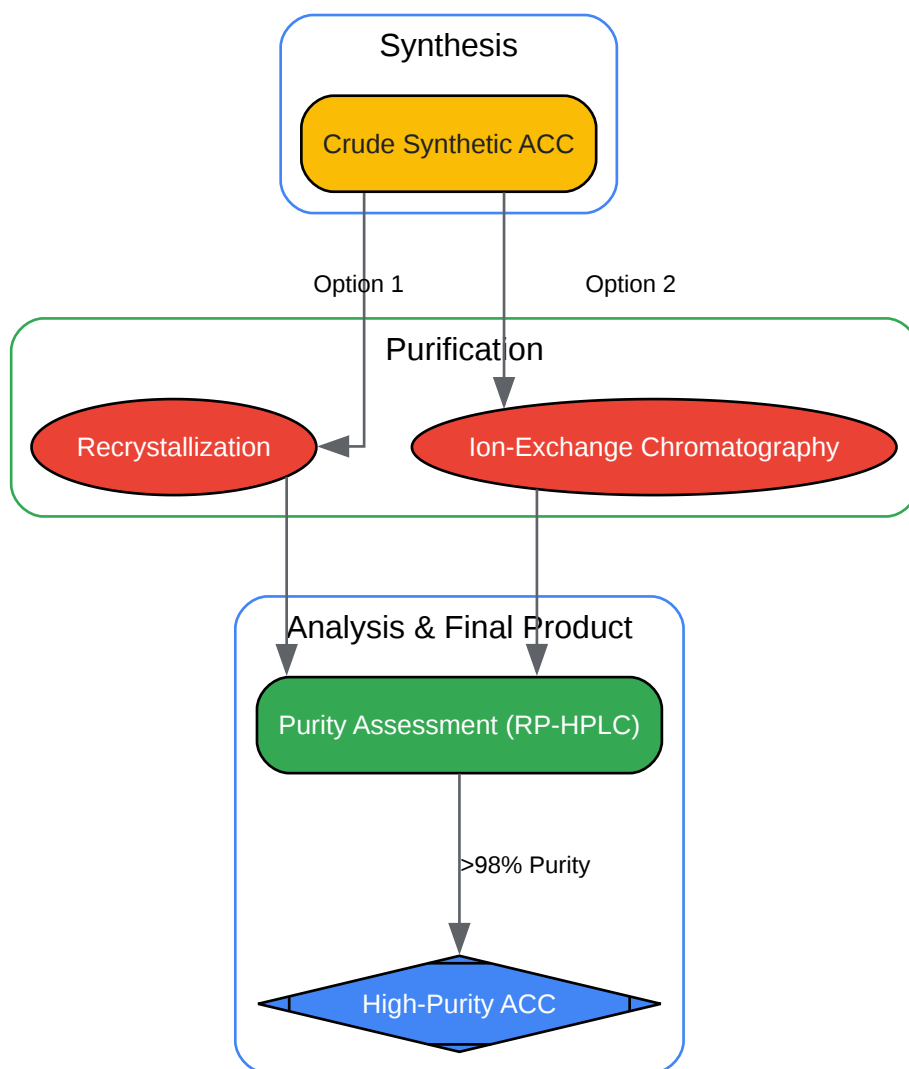 Synthesis
Crude Synthetic ACC
Option 1
Option 2
Purification
Recrystallization
Ion-Exchange Chromatography
Analysis & Final Product
Purity Assessment (RP-HPLC)
>98% Purity
High-Purity ACC